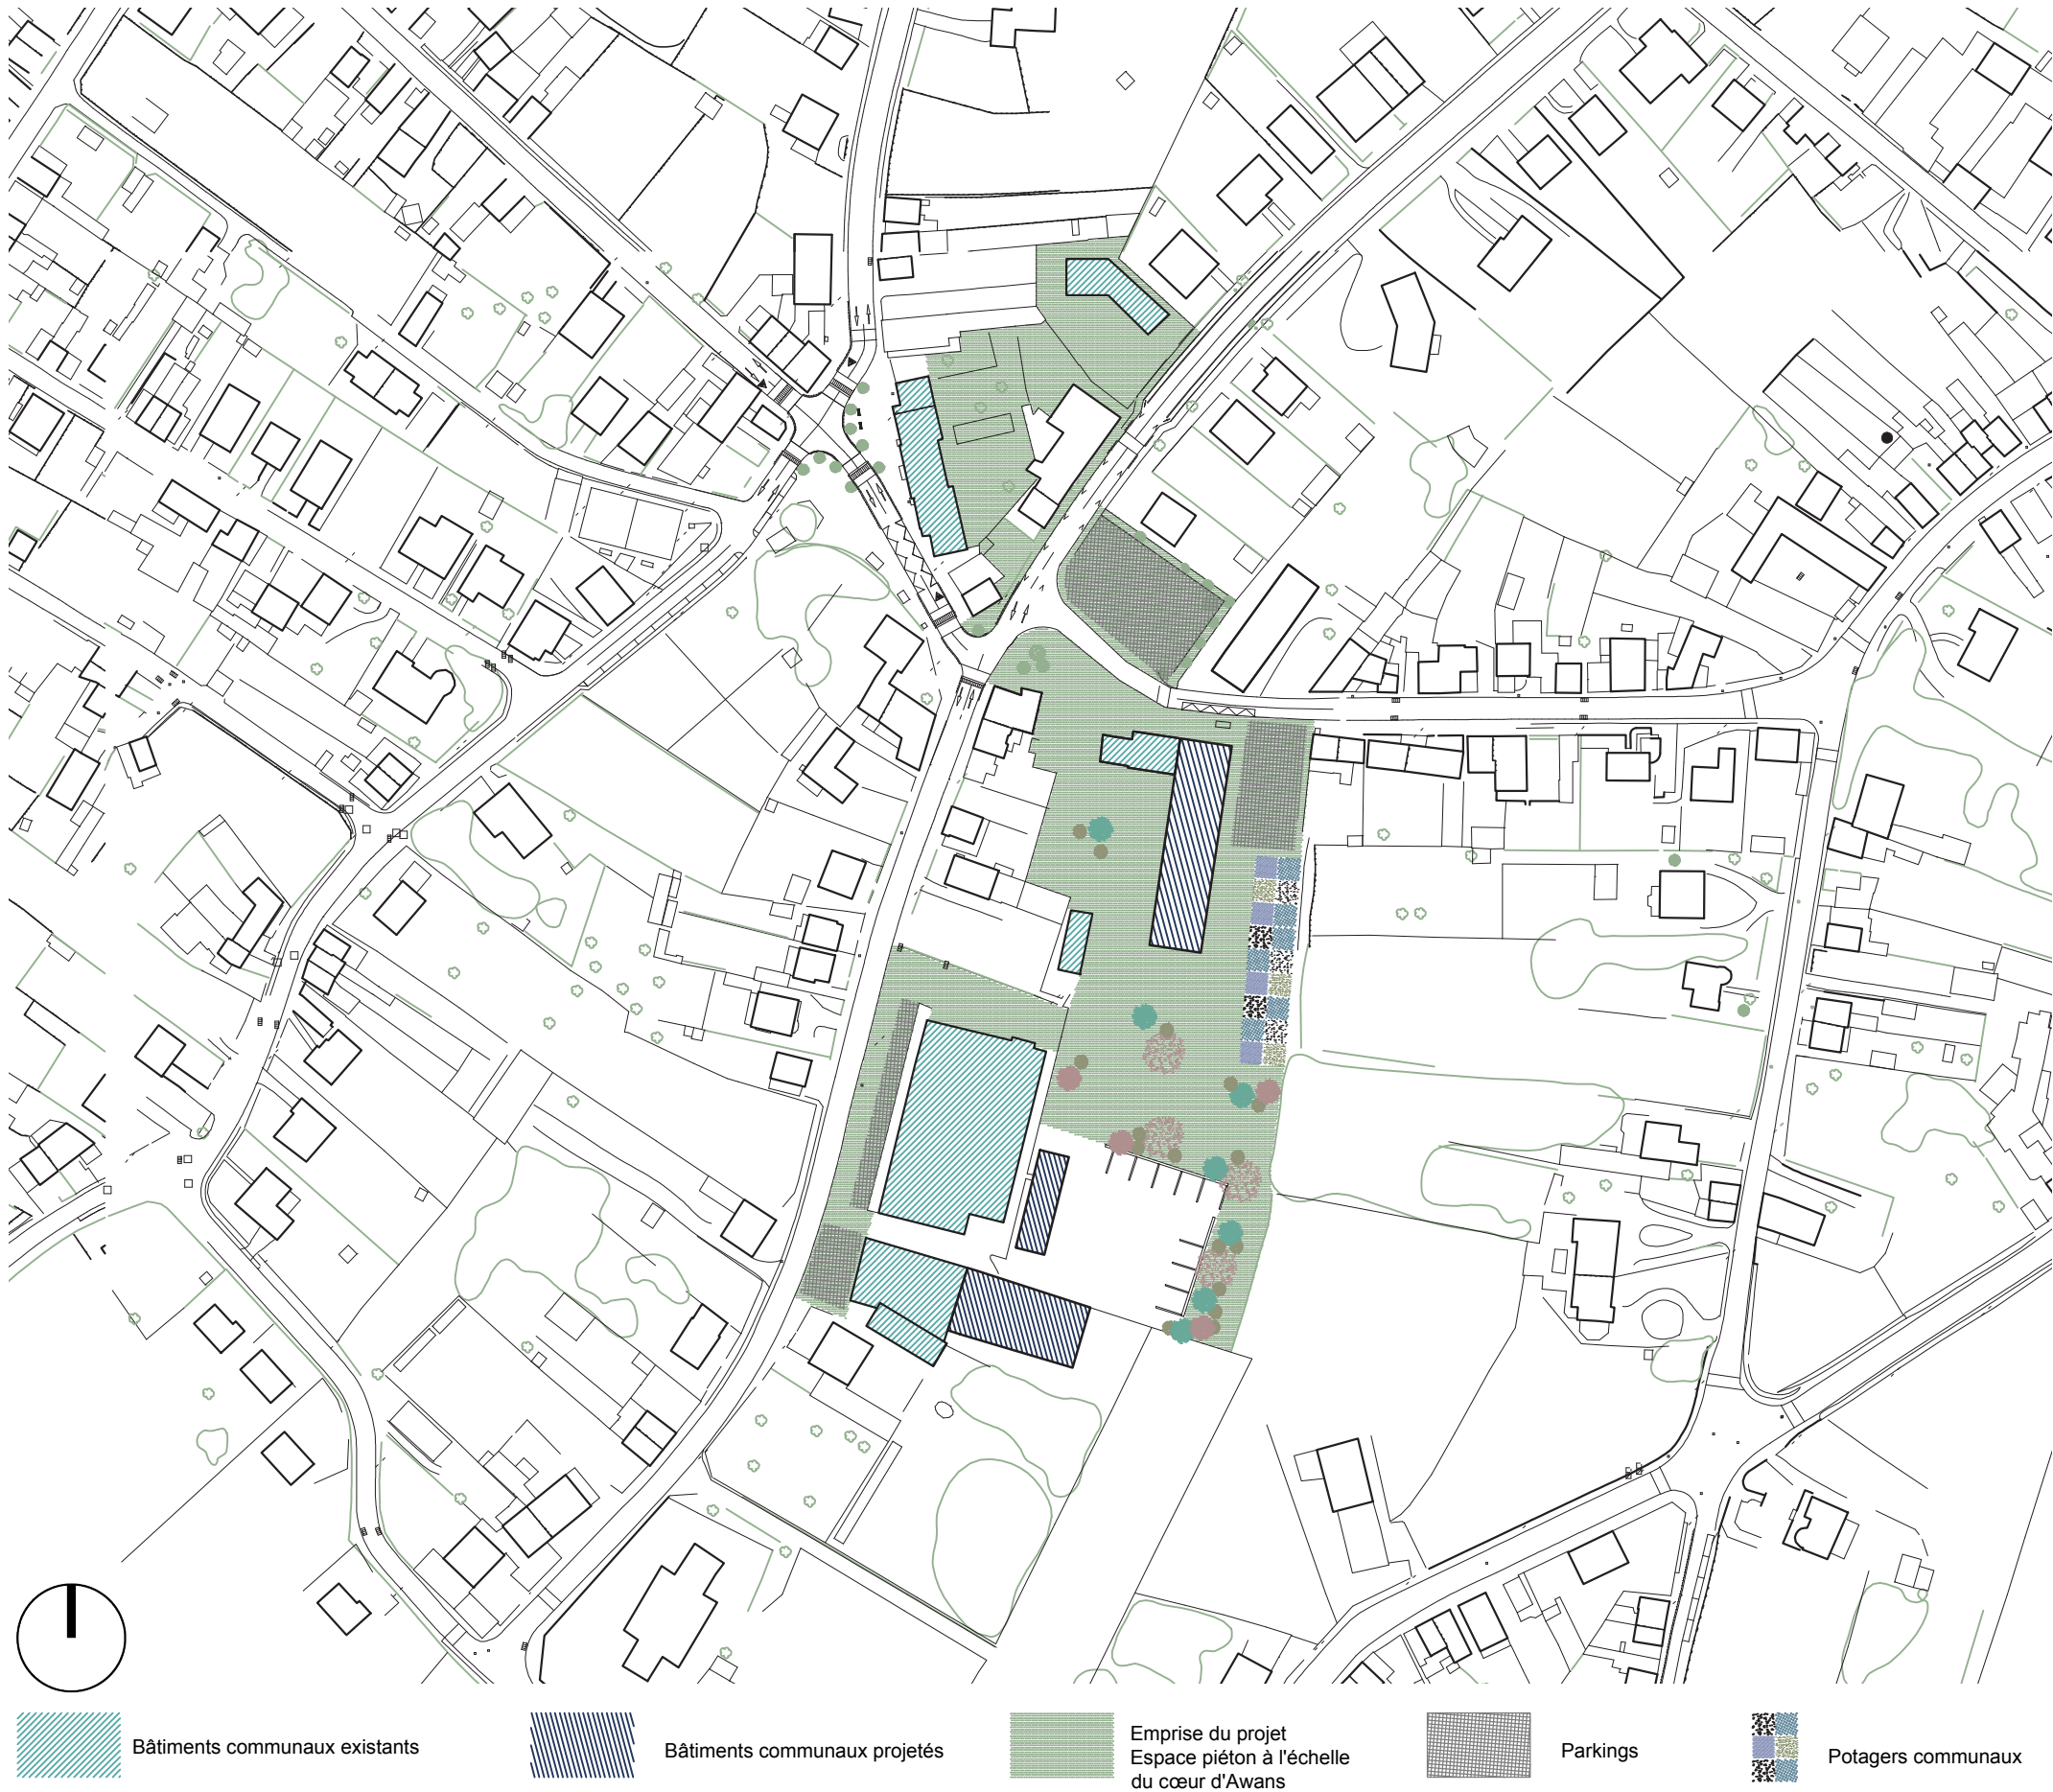 Bâtiments communaux existants
Bâtiments communaux projetés
Emprise du projet
Espace piéton à l'échelle
du cœur d'Awans
Parkings
Potagers communaux